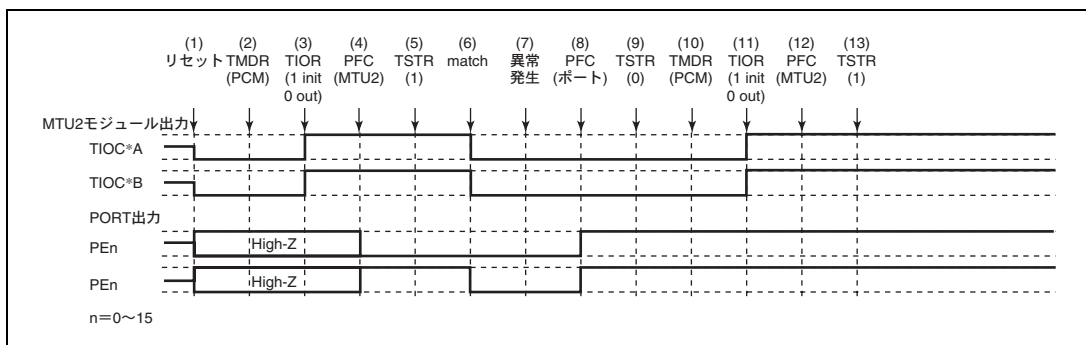 (1) (2) (3) (4) (5) (6) (7) (8) (9) (10) (11) (12) (13)
リセット TMDR TIOR PFC TSTR match 異常 PFC TSTR TMDR TIOR PFC TSTR
(PCM) (1 init (MTU2) (1) 発生 (ポート) (0) (PCM) (1 init (MTU2) (1)
0 out) 0 out)
MTU2モジュール出力
TIOC*A
TIOC*B
PORT出力
PEn High-Z
PEn High-Z
n=0~15